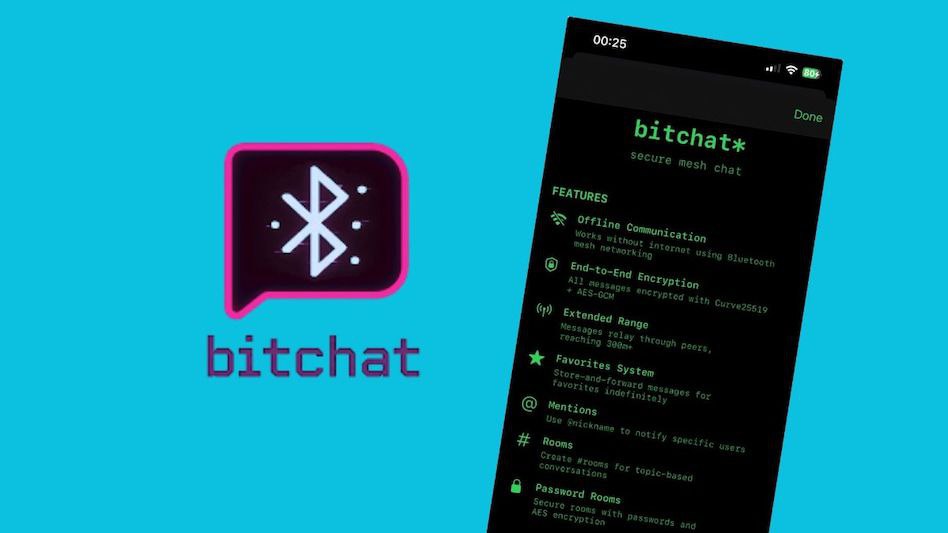 bitchat
00:25
80
Done
bitchat*
secure mesh chat
FEATURES
Offline Communication
Works without internet using Bluetooth
mesh networking
End-to-End Encryption
All messages encrypted with Curve25519
+ AES-GCM
Extended Range
Messages relay through peers,
reaching 300m+
Favorites System
Store-and-forward messages for
favorites indefinitely
@ Mentions
Use @nickname to notify specific users
# Rooms
Create #rooms for topic-based
conversations
Password Rooms
Secure rooms with passwords and
AES encryption